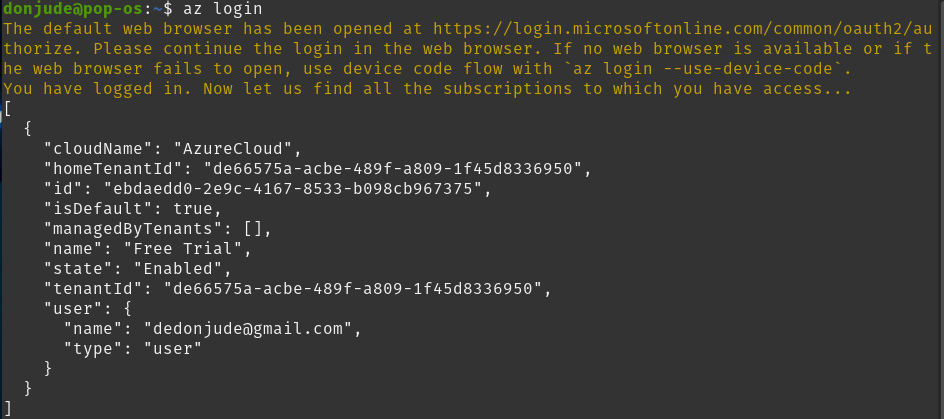 donjude@pop-os:~$ az login
The default web browser has been opened at https://login.microsoftonline.com/common/oauth2/au
thorize. Please continue the login in the web browser. If no web browser is available or if t
he web browser fails to open, use device code flow with `az login --use-device-code`.
You have logged in. Now let us find all the subscriptions to which you have access...
[
  {
    "cloudName": "AzureCloud",
    "homeTenantId": "de66575a-acbe-489f-a809-1f45d8336950",
    "id": "ebdaedd0-2e9c-4167-8533-b098cb967375",
    "isDefault": true,
    "managedByTenants": [],
    "name": "Free Trial",
    "state": "Enabled",
    "tenantId": "de66575a-acbe-489f-a809-1f45d8336950",
    "user": {
      "name": "dedonjude@gmail.com",
      "type": "user"
    }
  }
]